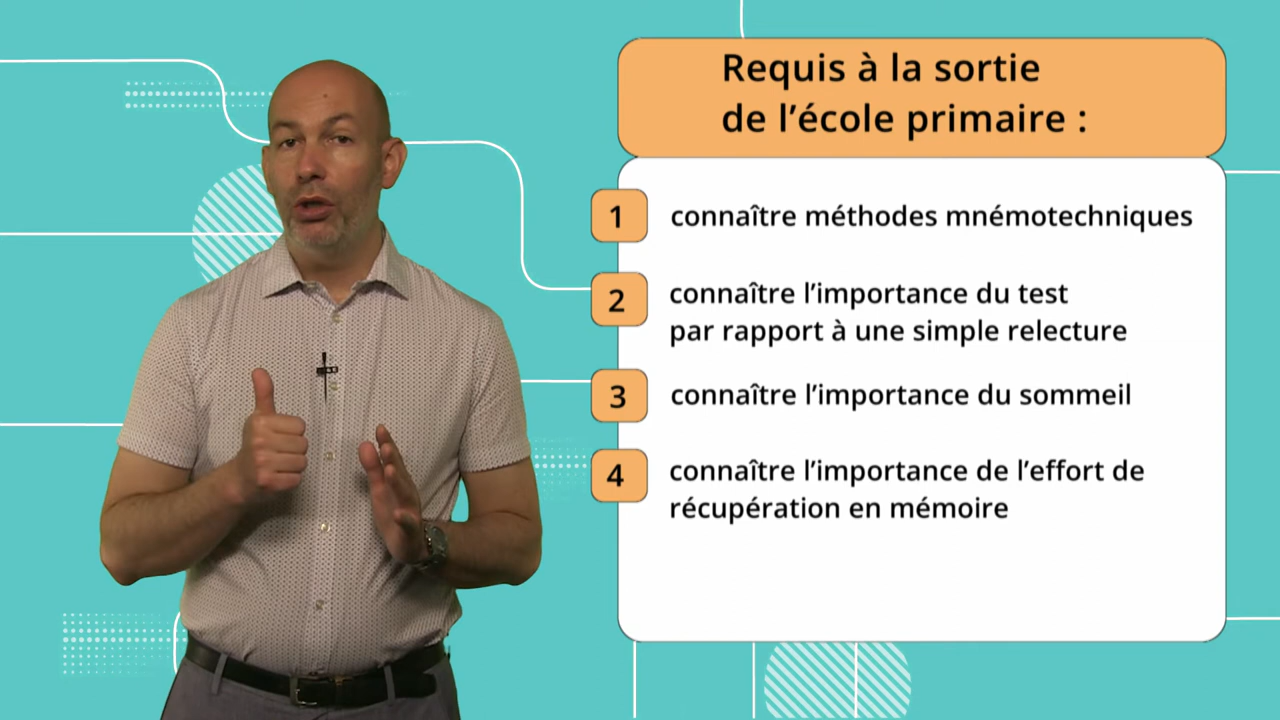 Requis à la sortie
de l’école primaire :
1 connaître méthodes mnémotechniques
2 connaître l’importance du test
par rapport à une simple relecture
3 connaître l’importance du sommeil
4 connaître l’importance de l’effort de
récupération en mémoire